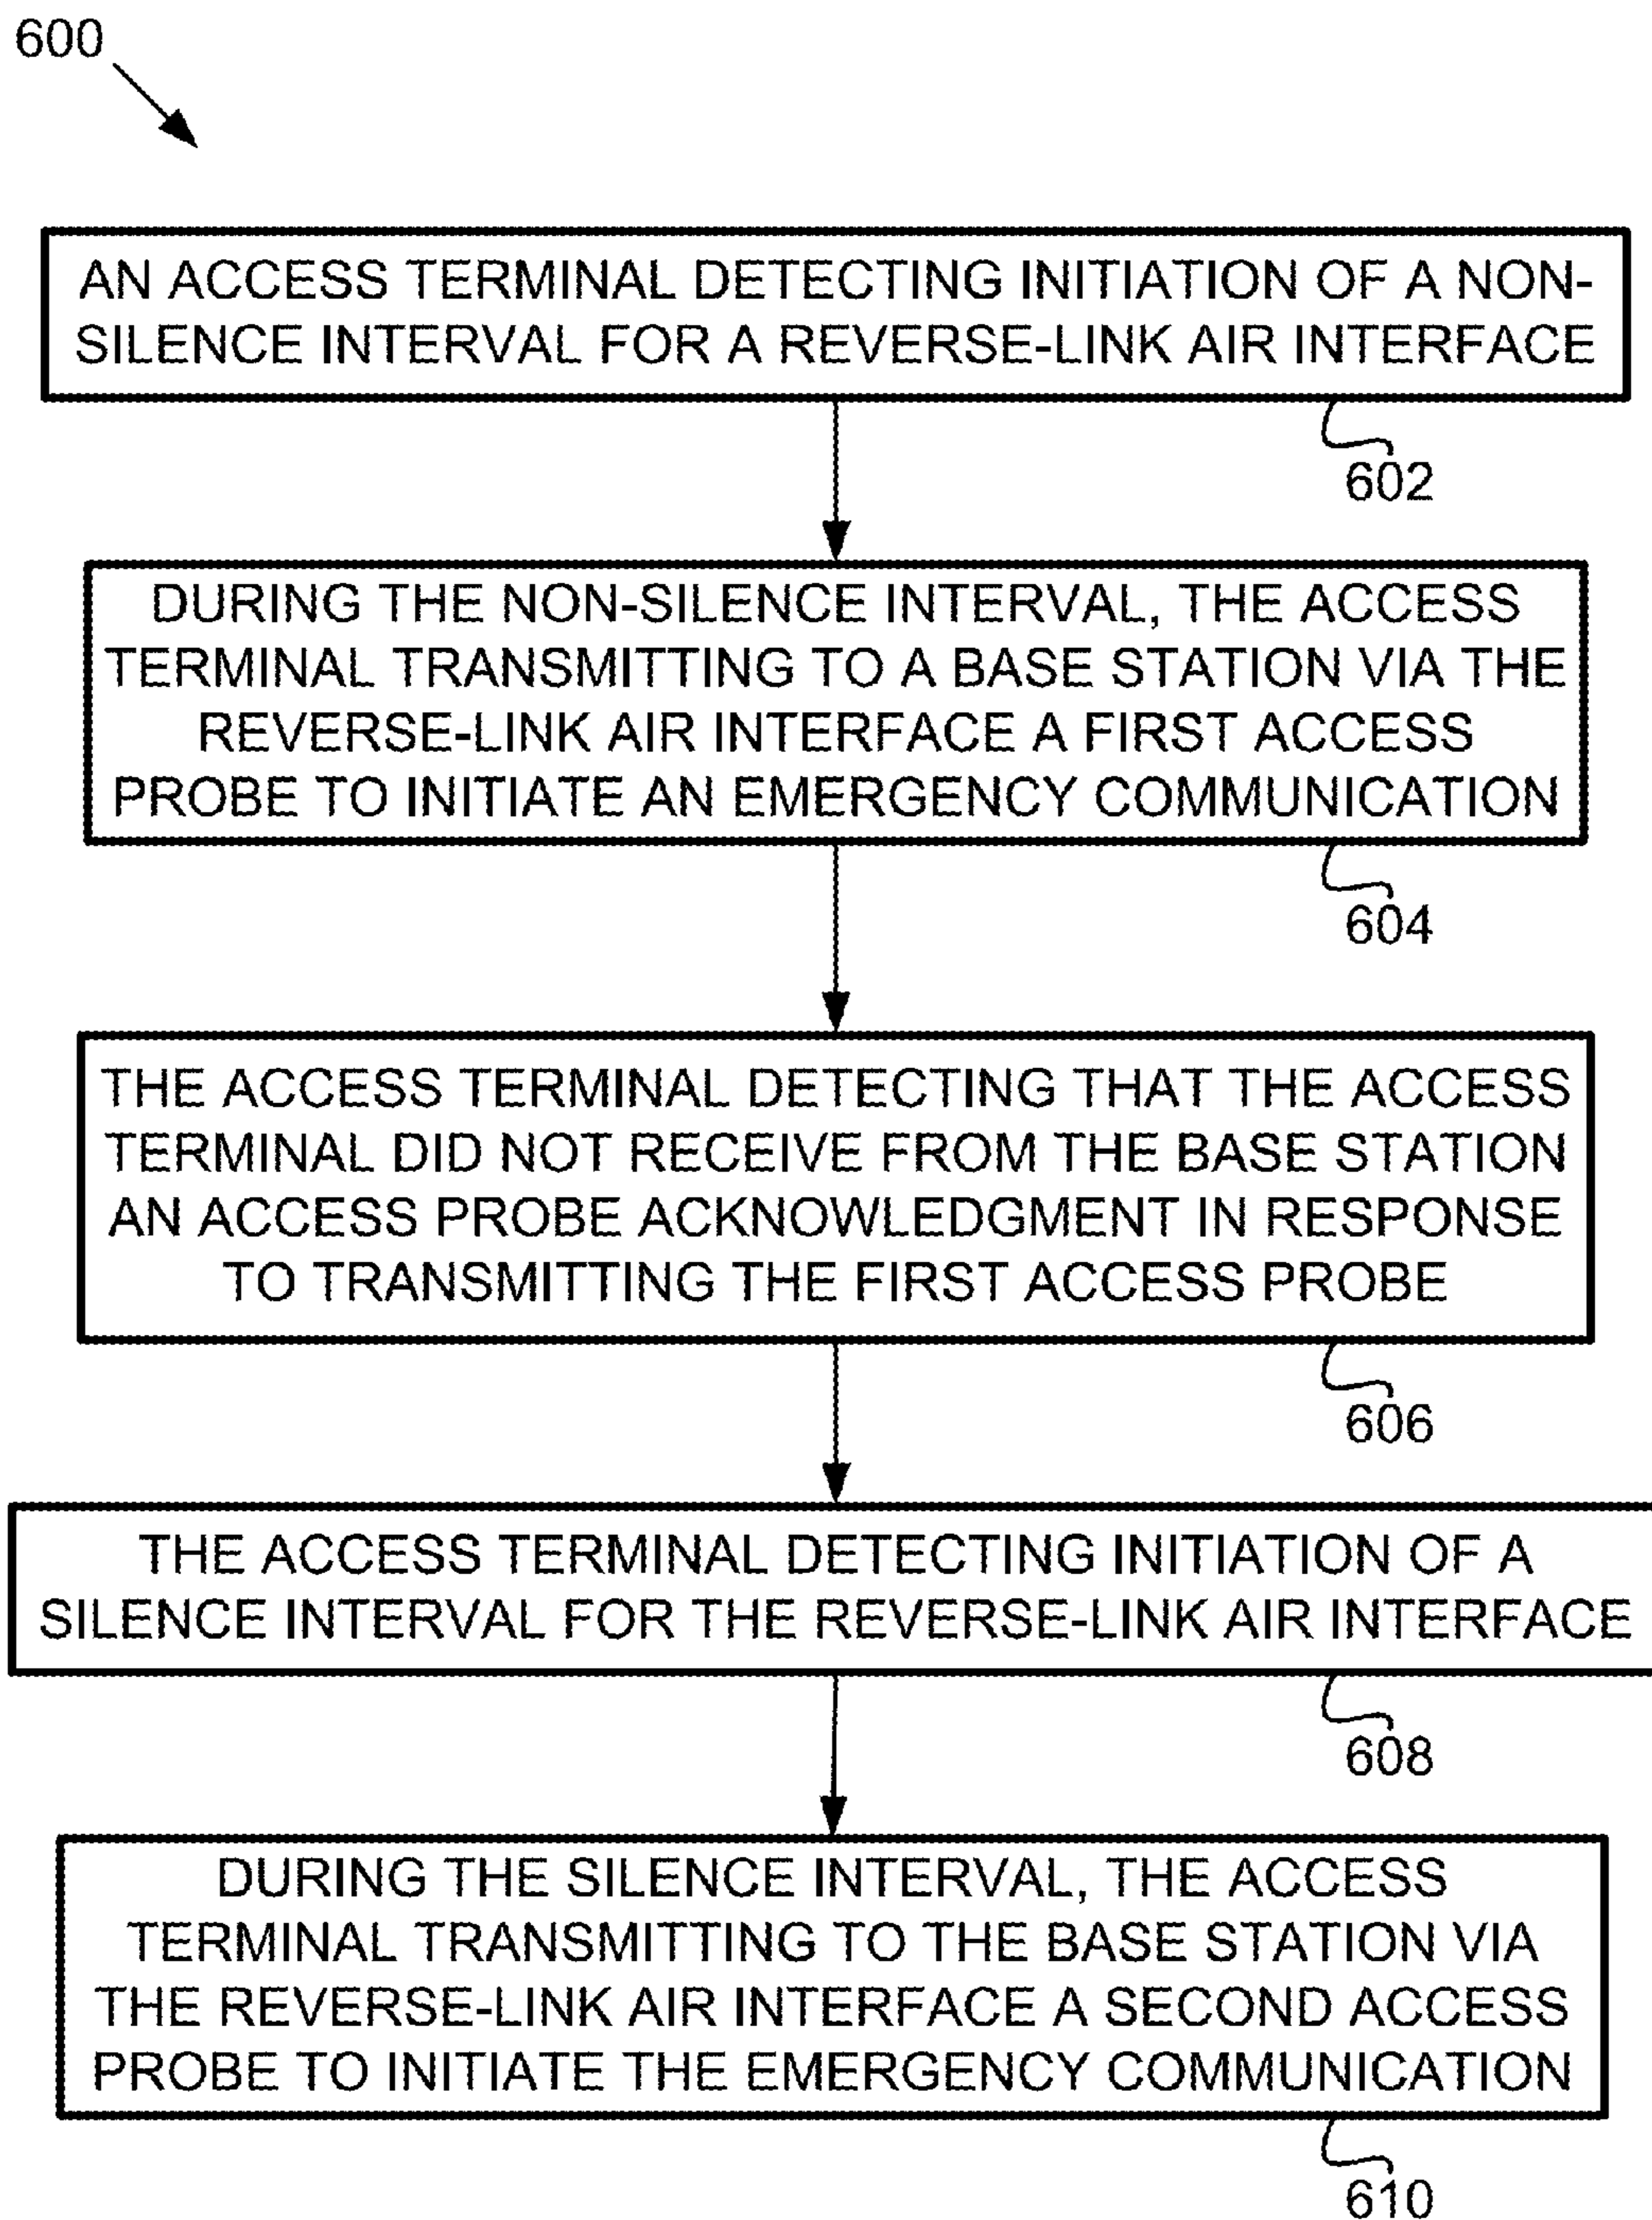 600
AN ACCESS TERMINAL DETECTING INITIATION OF A NON-
SILENCE INTERVAL FOR A REVERSE-LINK AIR INTERFACE
602
DURING THE NON-SILENCE INTERVAL, THE ACCESS
TERMINAL TRANSMITTING TO A BASE STATION VIA THE
REVERSE-LINK AIR INTERFACE A FIRST ACCESS
PROBE TO INITIATE AN EMERGENCY COMMUNICATION
604
THE ACCESS TERMINAL DETECTING THAT THE ACCESS
TERMINAL DID NOT RECEIVE FROM THE BASE STATION
AN ACCESS PROBE ACKNOWLEDGMENT IN RESPONSE
TO TRANSMITTING THE FIRST ACCESS PROBE
606
THE ACCESS TERMINAL DETECTING INITIATION OF A
SILENCE INTERVAL FOR THE REVERSE-LINK AIR INTERFACE
608
DURING THE SILENCE INTERVAL, THE ACCESS
TERMINAL TRANSMITTING TO THE BASE STATION VIA
THE REVERSE-LINK AIR INTERFACE A SECOND ACCESS
PROBE TO INITIATE THE EMERGENCY COMMUNICATION
610